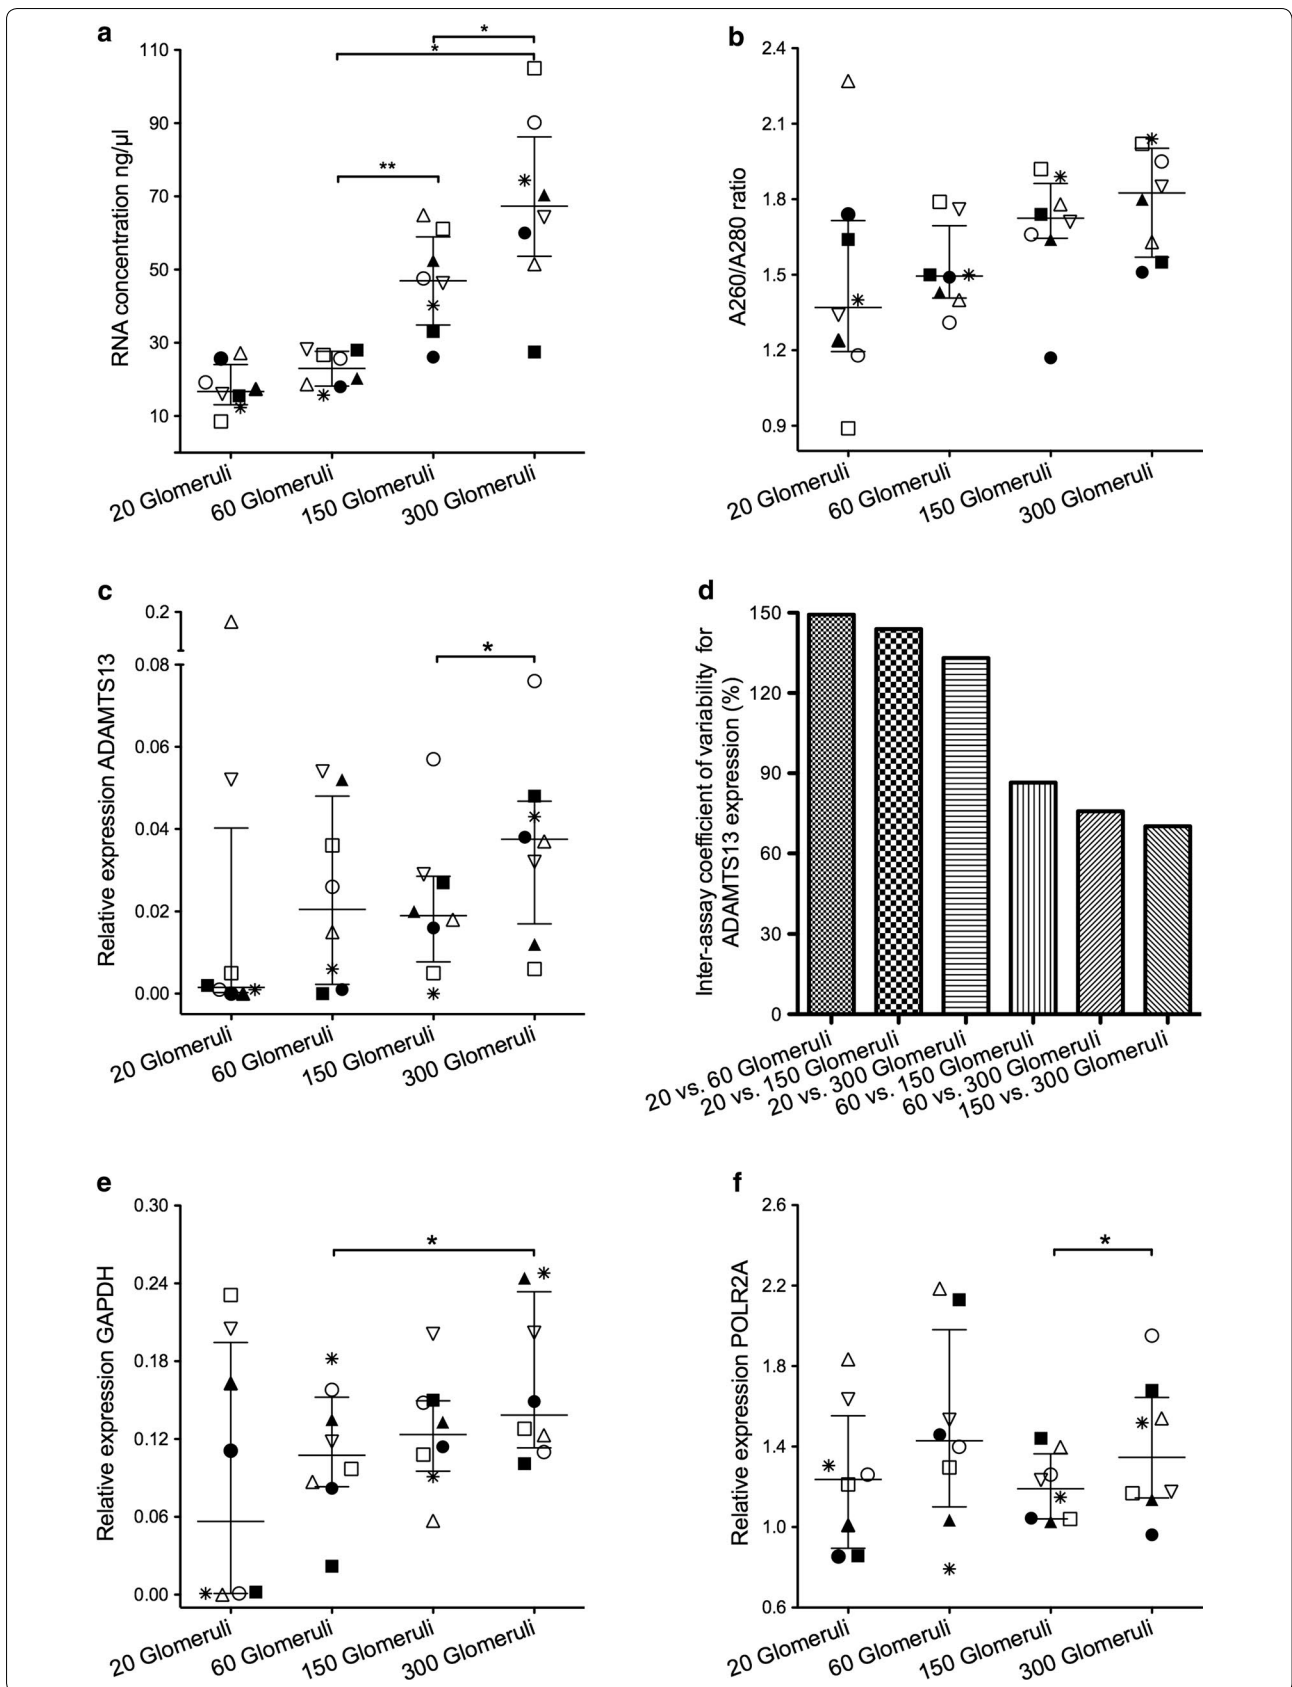 a
RNA concentration ng/µl
110
90
70
50
30
10
*
*
**
20 Glomeruli
60 Glomeruli
150 Glomeruli
300 Glomeruli
b
A260/A280 ratio
2.4
2.1
1.8
1.5
1.2
0.9
20 Glomeruli
60 Glomeruli
150 Glomeruli
300 Glomeruli
c
Relative expression ADAMTS13
0.2
0.08
0.06
0.04
0.02
0.00
*
20 Glomeruli
60 Glomeruli
150 Glomeruli
300 Glomeruli
d
Inter-assay coefficient of variability for
ADAMTS13 expression (%)
150
120
90
60
30
0
20 vs. 60 Glomeruli
20 vs. 150 Glomeruli
20 vs. 300 Glomeruli
60 vs. 150 Glomeruli
60 vs. 300 Glomeruli
150 vs. 300 Glomeruli
e
Relative expression GAPDH
0.30
0.24
0.18
0.12
0.06
0.00
*
20 Glomeruli
60 Glomeruli
150 Glomeruli
300 Glomeruli
f
Relative expression POLR2A
2.6
2.2
1.8
1.4
1.0
0.6
*
20 Glomeruli
60 Glomeruli
150 Glomeruli
300 Glomeruli